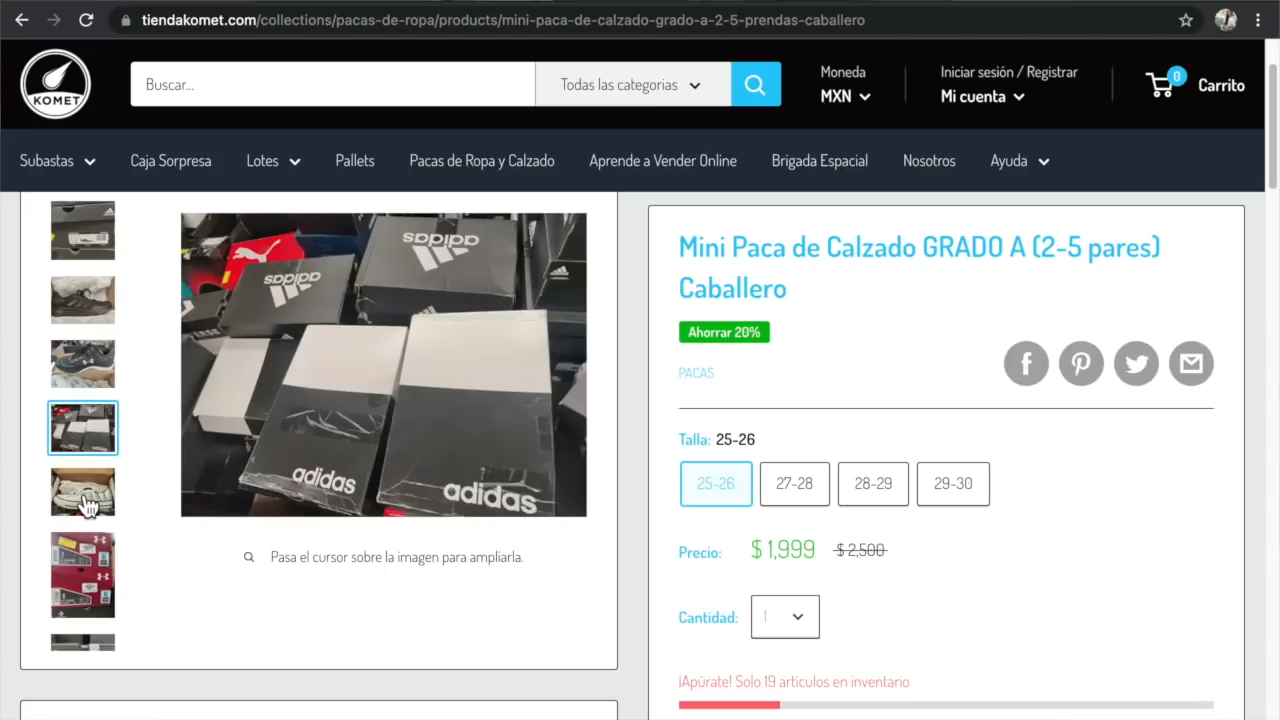 tiendakomet.com/collections/pacas-de-ropa/products/mini-paca-de-calzado-grado-a-2-5-prendas-caballero
KOMET
Buscar...
Todas las categorias
Moneda
MXN
Iniciar sesión / Registrar
Mi cuenta
0
Carrito
Subastas
Caja Sorpresa
Lotes
Pallets
Pacas de Ropa y Calzado
Aprende a Vender Online
Brigada Espacial
Nosotros
Ayuda
adidas
adidas
adidas
adidas
Pasa el cursor sobre la imagen para ampliarla.
Mini Paca de Calzado GRADO A (2-5 pares)
Caballero
Ahorrar 20%
PACAS
Talla: 25-26
25-26
27-28
28-29
29-30
Precio: $ 1,999 $ 2,500
Cantidad: 1
¡Apúrate! Solo 19 articulos en inventario